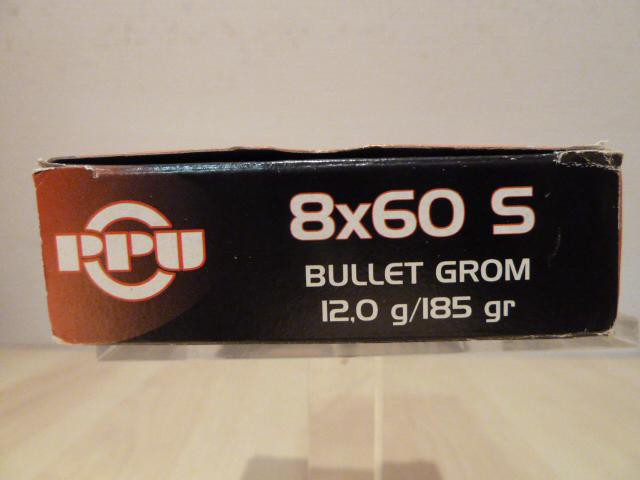 PPU
8x60 S
BULLET GROM
12,0 g/185 gr